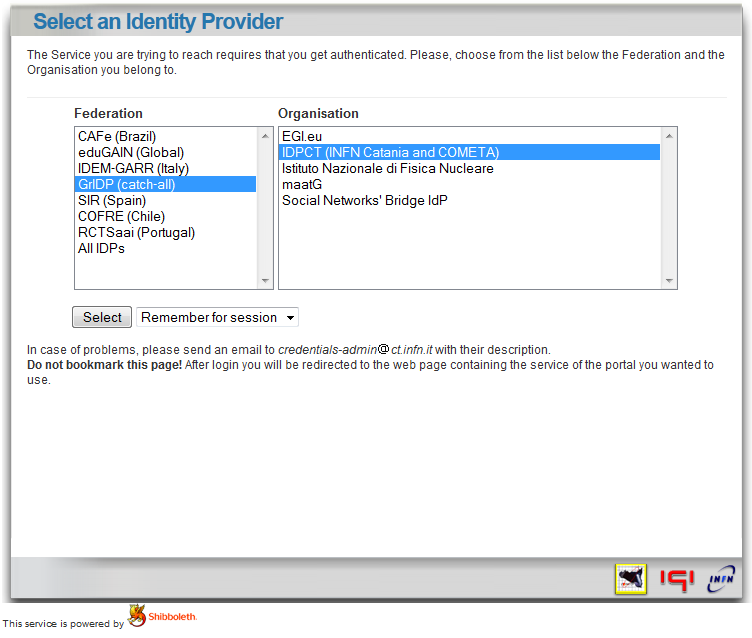 Select an Identity Provider
The Service you are trying to reach requires that you get authenticated. Please, choose from the list below the Federation and the
Organisation you belong to.
Federation
Organisation
CAFe (Brazil)
eduGAIN (Global)
IDEM-GARR (Italy)
GrIDP (catch-all)
SIR (Spain)
COFRE (Chile)
RCTSaai (Portugal)
All IDPs
EGI.eu
IDPCT (INFN Catania and COMETA)
Istituto Nazionale di Fisica Nucleare
maatG
Social Networks' Bridge IdP
Select
Remember for session
In case of problems, please send an email to credentials-admin@ct.infn.it with their description.
Do not bookmark this page! After login you will be redirected to the web page containing the service of the portal you wanted to
use.
INFN
This service is powered by Shibboleth.